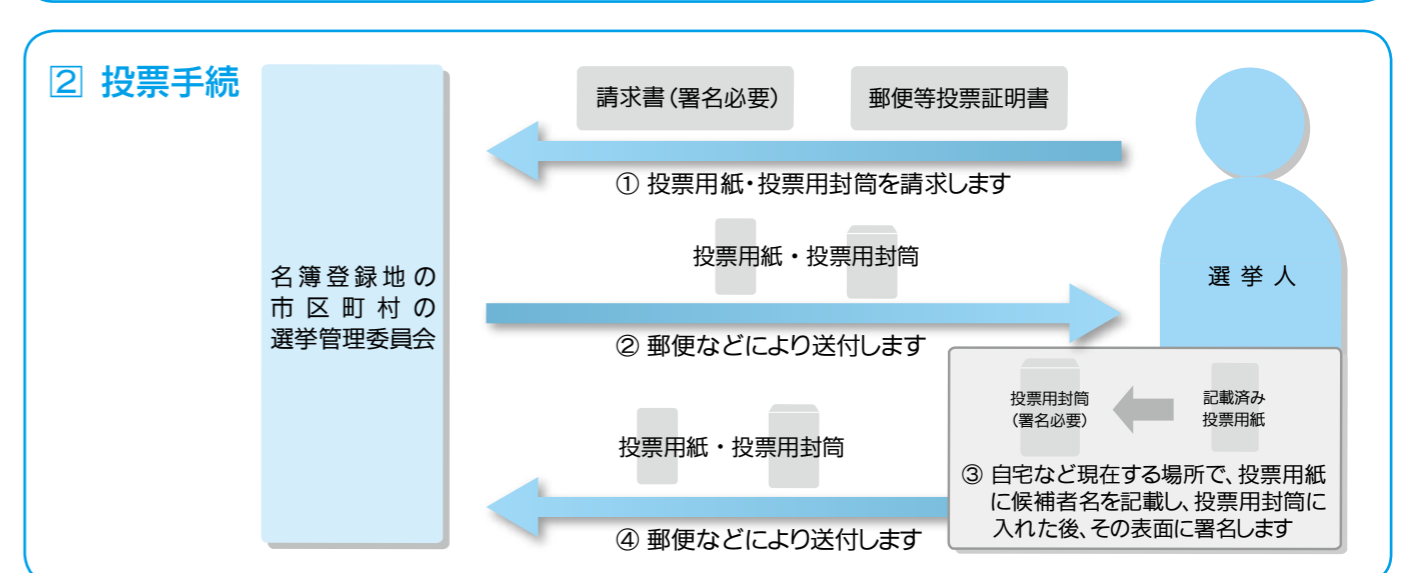 2 投票手続
請求書(署名必要)
郵便等投票証明書
① 投票用紙・投票用封筒を請求します
投票用紙・投票用封筒
② 郵便などにより送付します
名簿登録地の
市区町村の
選挙管理委員会
選挙人
投票用封筒
(署名必要)
記載済み
投票用紙
③ 自宅など現在する場所で、投票用紙
に候補者名を記載し、投票用封筒に
入れた後、その表面に署名します
投票用紙・投票用封筒
④ 郵便などにより送付します